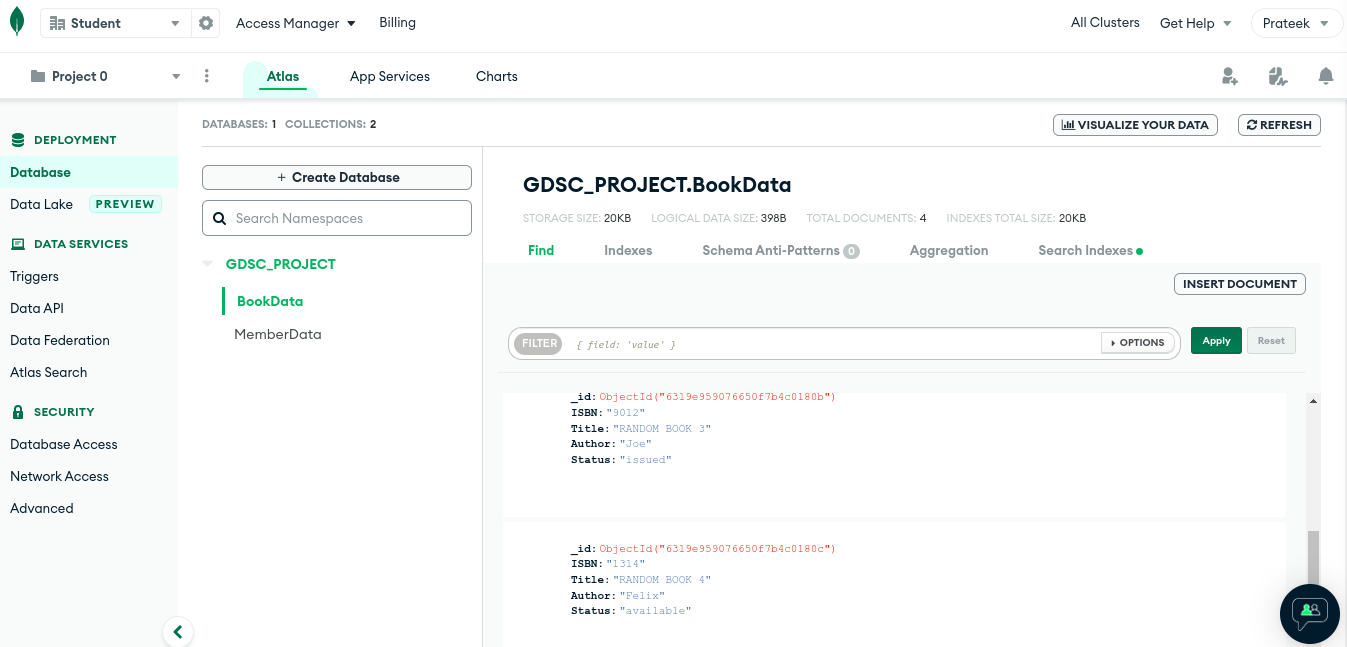 Student
Access Manager
Billing
All Clusters
Get Help
Prateek
Project 0
Atlas
App Services
Charts
DEPLOYMENT
Database
Data Lake PREVIEW
DATA SERVICES
Triggers
Data API
Data Federation
Atlas Search
SECURITY
Database Access
Network Access
Advanced
DATABASES: 1 COLLECTIONS: 2
VISUALIZE YOUR DATA
REFRESH
+ Create Database
Search Namespaces
GDSC_PROJECT
BookData
MemberData
GDSC_PROJECT.BookData
STORAGE SIZE: 20KB LOGICAL DATA SIZE: 398B TOTAL DOCUMENTS: 4 INDEXES TOTAL SIZE: 20KB
Find Indexes Schema Anti-Patterns 0 Aggregation Search Indexes
INSERT DOCUMENT
FILTER { field: 'value' } OPTIONS Apply Reset
_id: ObjectId("6319e959076650f7b4c0180b")
ISBN: "9012"
Title: "RANDOM BOOK 3"
Author: "Joe"
Status: "issued"
_id: ObjectId("6319e959076650f7b4c0180c")
ISBN: "1314"
Title: "RANDOM BOOK 4"
Author: "Felix"
Status: "available"